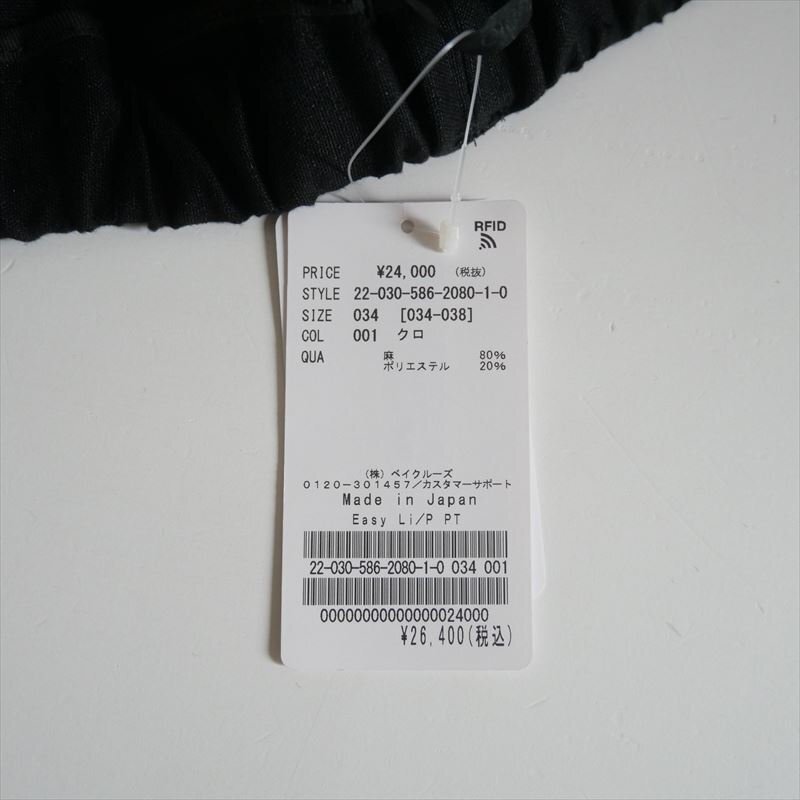 RFID
PRICE ¥24,000 (税抜)
STYLE 22-030-586-2080-1-0
SIZE 034 [034-038]
COL 001 クロ
QUA 麻 80%
ポリエステル 20%
(株)ベイクルーズ
0120-301457/カスタマーサポート
Made in Japan
Easy Li/P PT
22-030-586-2080-1-0 034 001
00000000000000024000
¥26,400(税込)